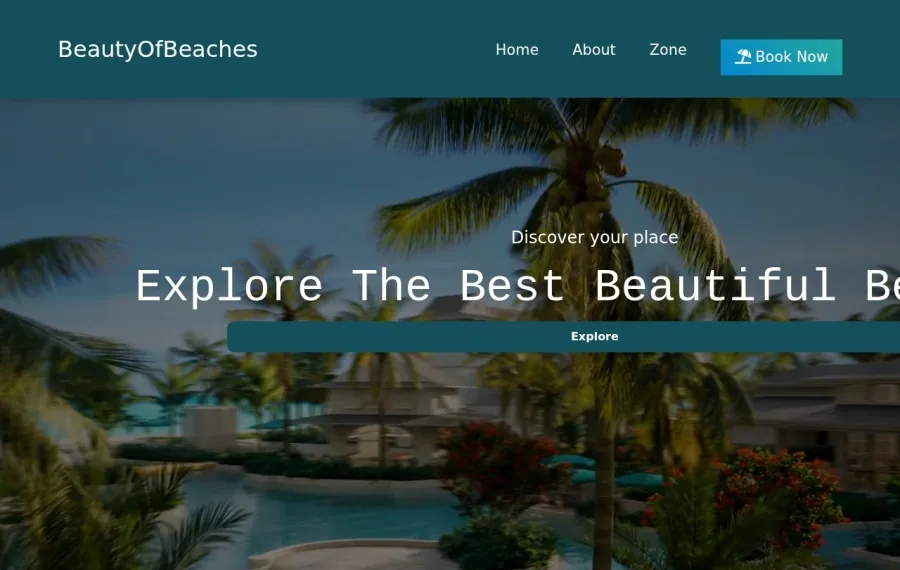 BeautyOfBeaches
Home About Zone Book Now
Discover your place
Explore The Best Beautiful Be
Explore